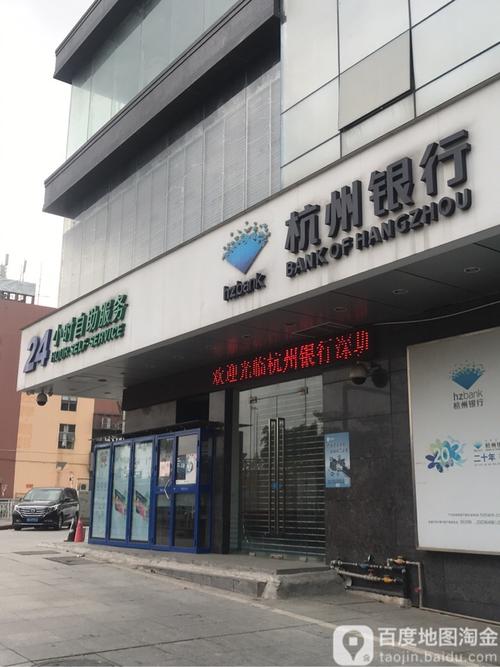 杭州银行
BANK OF HANGZHOU
hzbank
24小时自助服务
HOURS SELF-SERVICE
欢迎光临杭州银行深圳
hzbank
杭州银行
二十年
百度地图淘金
taojin.baidu.com